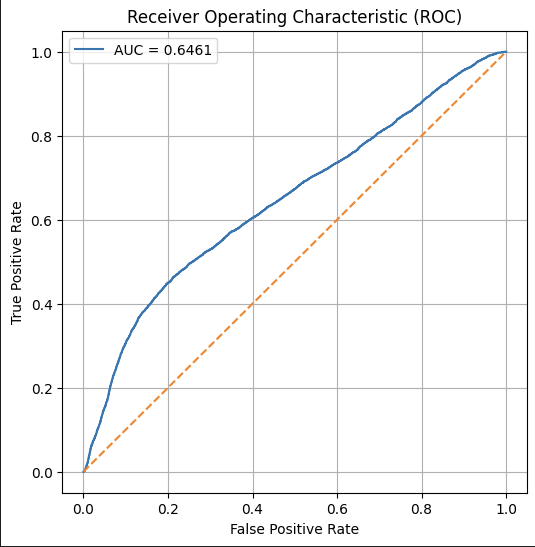 Receiver Operating Characteristic (ROC)
AUC = 0.6461
1.0
0.8
0.6
0.4
0.2
0.0
True Positive Rate
0.0 0.2 0.4 0.6 0.8 1.0
False Positive Rate